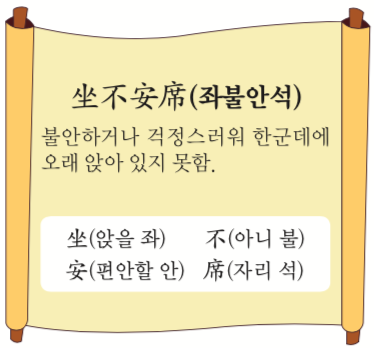 坐不安席(좌불안석)
불안하거나 걱정스러워 한군데에
오래 앉아 있지 못함.
坐(앉을 좌) 不(아니 불)
安(편안할 안) 席(자리 석)